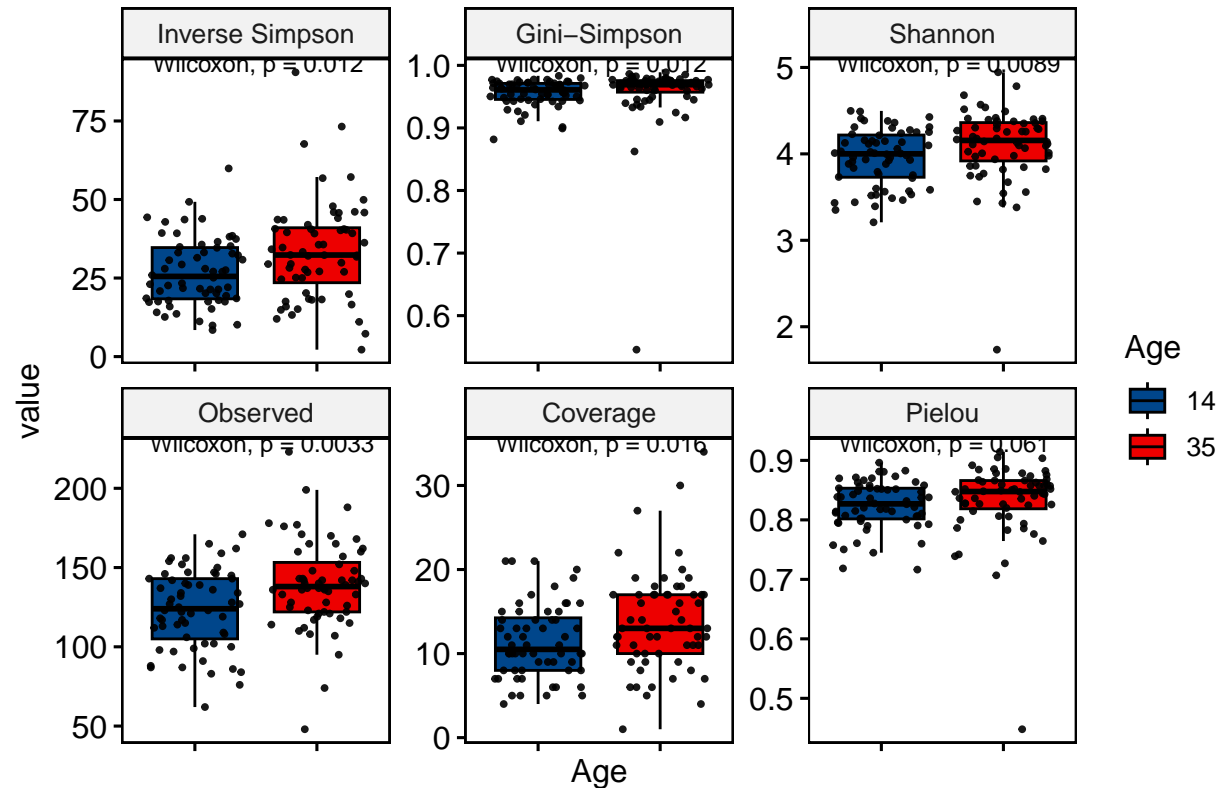 Inverse Simpson
Gini−Simpson
Shannon
Wilcoxon, p = 0.012
Wilcoxon, p = 0.012
Wilcoxon, p = 0.0089
75
50
25
0
1.0
0.9
0.8
0.7
0.6
5
4
3
2
Observed
Coverage
Pielou
Wilcoxon, p = 0.0033
Wilcoxon, p = 0.016
Wilcoxon, p = 0.061
200
150
100
50
30
20
10
0
0.9
0.8
0.7
0.6
0.5
value
Age
Age
14
35